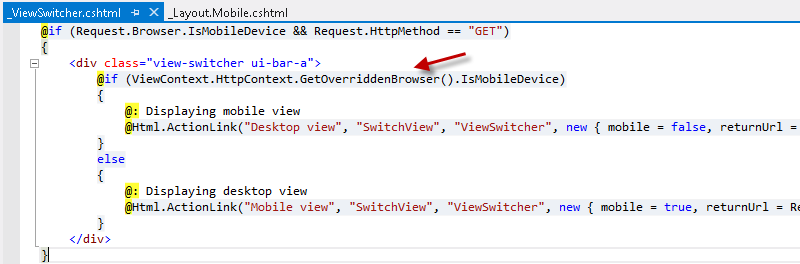 _ViewSwitcher.cshtml _Layout.Mobile.cshtml
@if (Request.Browser.IsMobileDevice && Request.HttpMethod == "GET")
{
<div class="view-switcher ui-bar-a">
@if (ViewContext.HttpContext.GetOverriddenBrowser().IsMobileDevice)
{
@: Displaying mobile view
@Html.ActionLink("Desktop view", "SwitchView", "ViewSwitcher", new { mobile = false, returnUrl =
}
else
{
@: Displaying desktop view
@Html.ActionLink("Mobile view", "SwitchView", "ViewSwitcher", new { mobile = true, returnUrl = Re
}
</div>
}